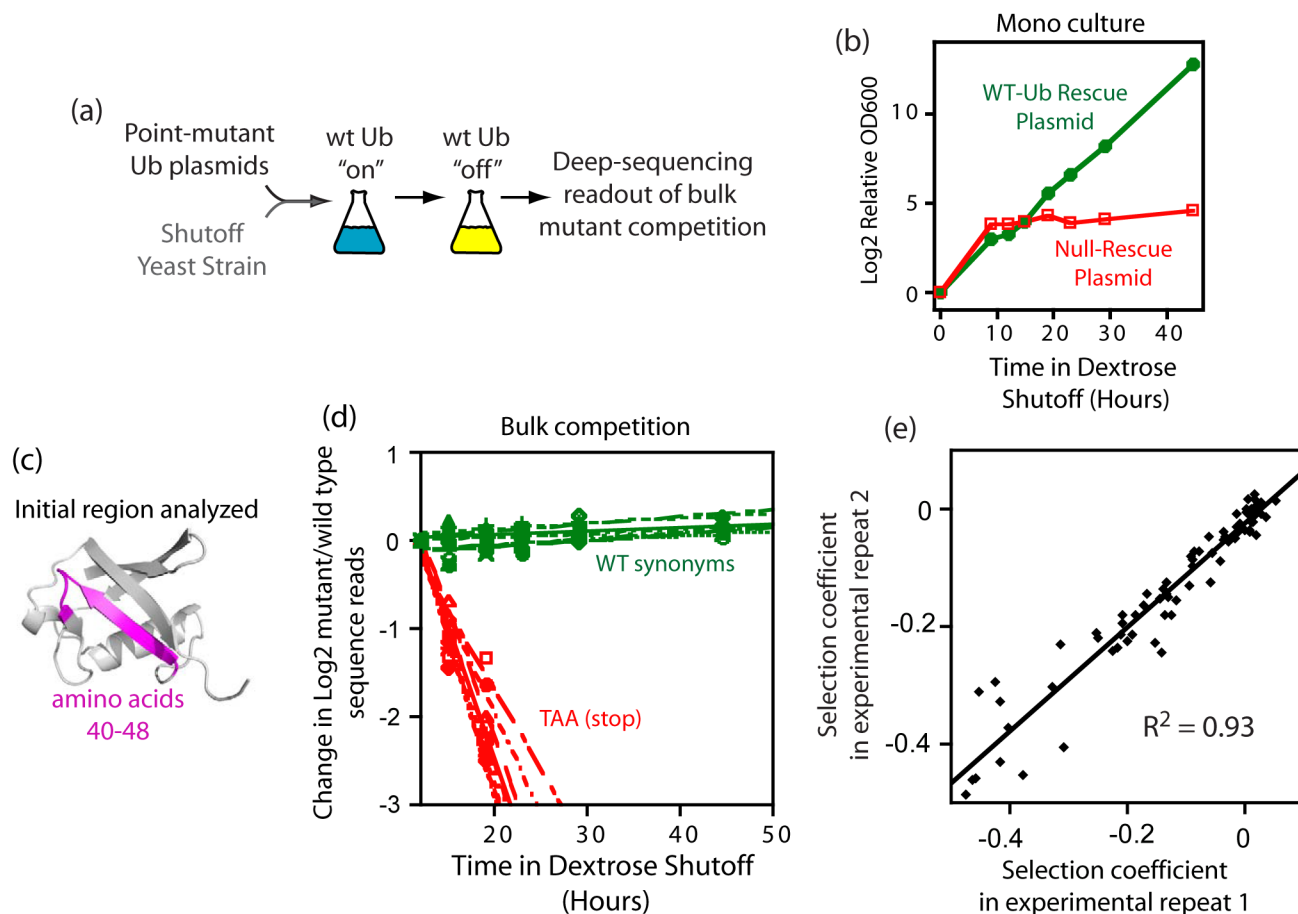 (a)
Point-mutant
Ub plasmids
Shutoff
Yeast Strain
wt Ub
“on”
wt Ub
“off”
Deep-sequencing
readout of bulk
mutant competition
(b)
Mono culture
Log2 Relative OD600
10
5
0
WT-Ub Rescue
Plasmid
Null-Rescue
Plasmid
0
10
20
30
40
Time in Dextrose
Shutoff (Hours)
(c)
Initial region analyzed
amino acids
40-48
(d)
Bulk competition
Change in Log2 mutant/wild type
sequence reads
1
0
-1
-2
-3
WT synonyms
TAA (stop)
20
30
40
50
Time in Dextrose Shutoff
(Hours)
(e)
Selection coefficient
in experimental repeat 2
0
-0.2
-0.4
R2 = 0.93
-0.4
-0.2
0
Selection coefficient
in experimental repeat 1